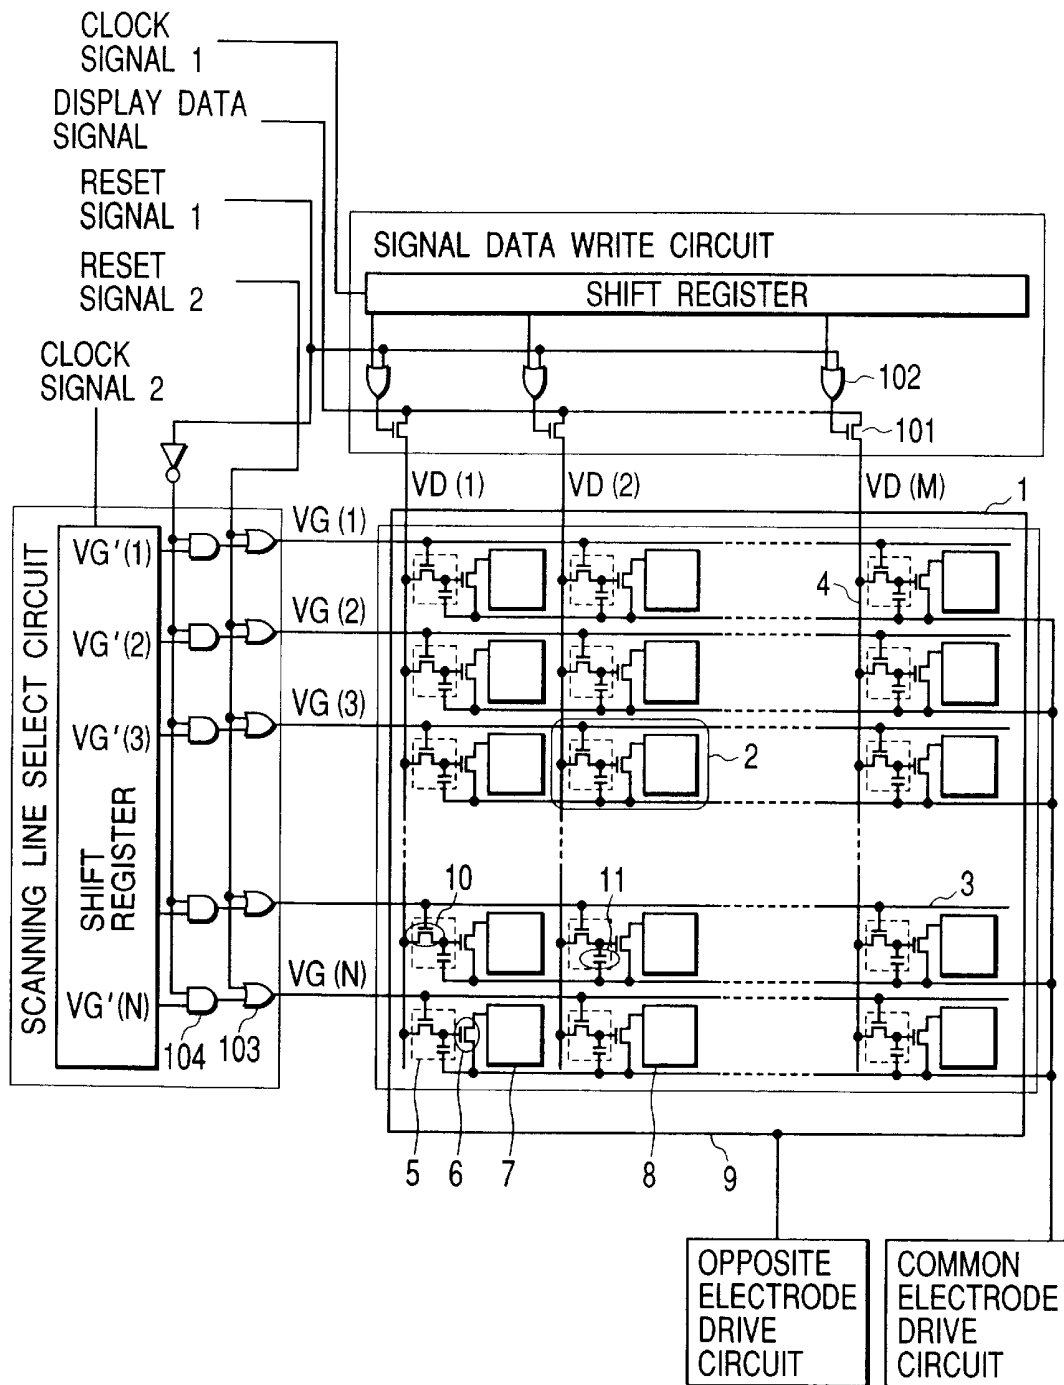 CLOCK
SIGNAL 1
DISPLAY DATA
SIGNAL
RESET
SIGNAL 1
RESET
SIGNAL 2
CLOCK
SIGNAL 2
SIGNAL DATA WRITE CIRCUIT
SHIFT REGISTER
102
101
VD (1)
VD (2)
VD (M)
1
SCANNING LINE SELECT CIRCUIT
SHIFT
REGISTER
VG'(1)
VG (1)
4
VG'(2)
VG (2)
VG'(3)
VG (3)
2
10
11
3
VG'(N)
VG (N)
104
103
5
6
7
8
9
OPPOSITE
ELECTRODE
DRIVE
CIRCUIT
COMMON
ELECTRODE
DRIVE
CIRCUIT